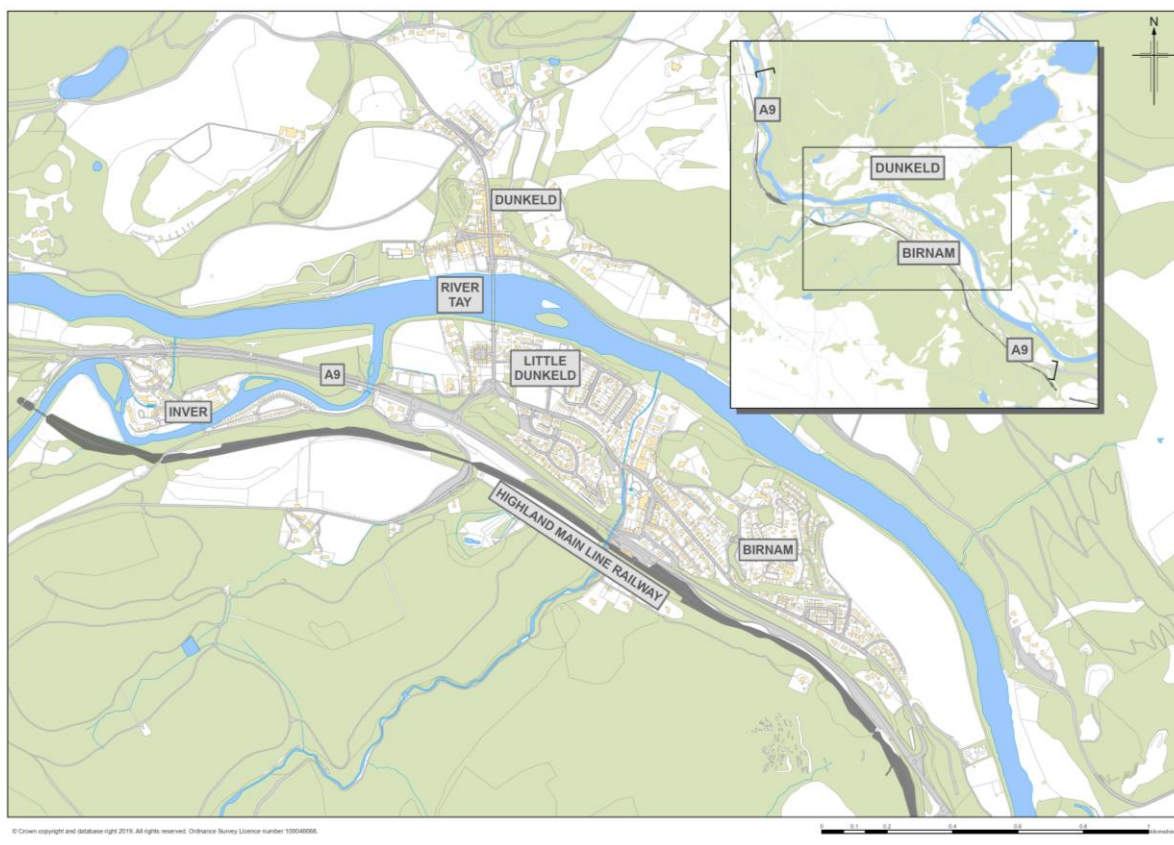 N
A9
DUNKELD
BIRNAM
A9
DUNKELD
RIVER
TAY
LITTLE
DUNKELD
A9
INVER
HIGHLAND MAIN LINE RAILWAY
BIRNAM
© Crown copyright and database right 2019. All rights reserved. Ordnance Survey Licence number 100046668.
0 0.1 0.2 0.4 0.6 0.8 1
Kilometres